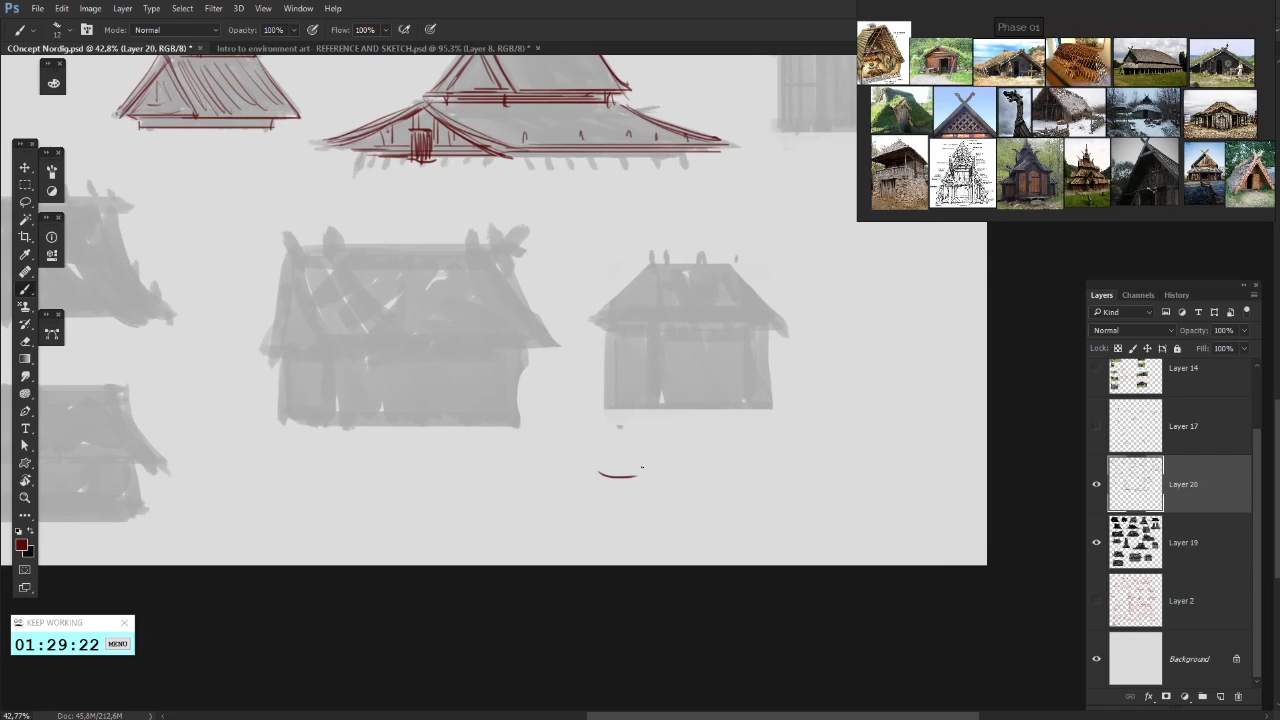 Ps File Edit Image Layer Type Select Filter 3D View Window Help
12 Mode: Normal Opacity: 100% Flow: 100%
COncept Nordig.psd @ 42,8% (Layer 20, RGB/8) * × Intro to environment art- REFERENCE AND SKETCH.psd @ 95,3% (Layer 8, RGB/8) * ×
Phase 01
Layers Channels History
Kind
Normal Opacity: 100%
Lock: Fill: 100%
Layer 14
Layer 17
Layer 20
Layer 19
Layer 2
Background
KEEP WORKING
01:29:22 MENU
42,77% Doc: 45,8M/212,6M